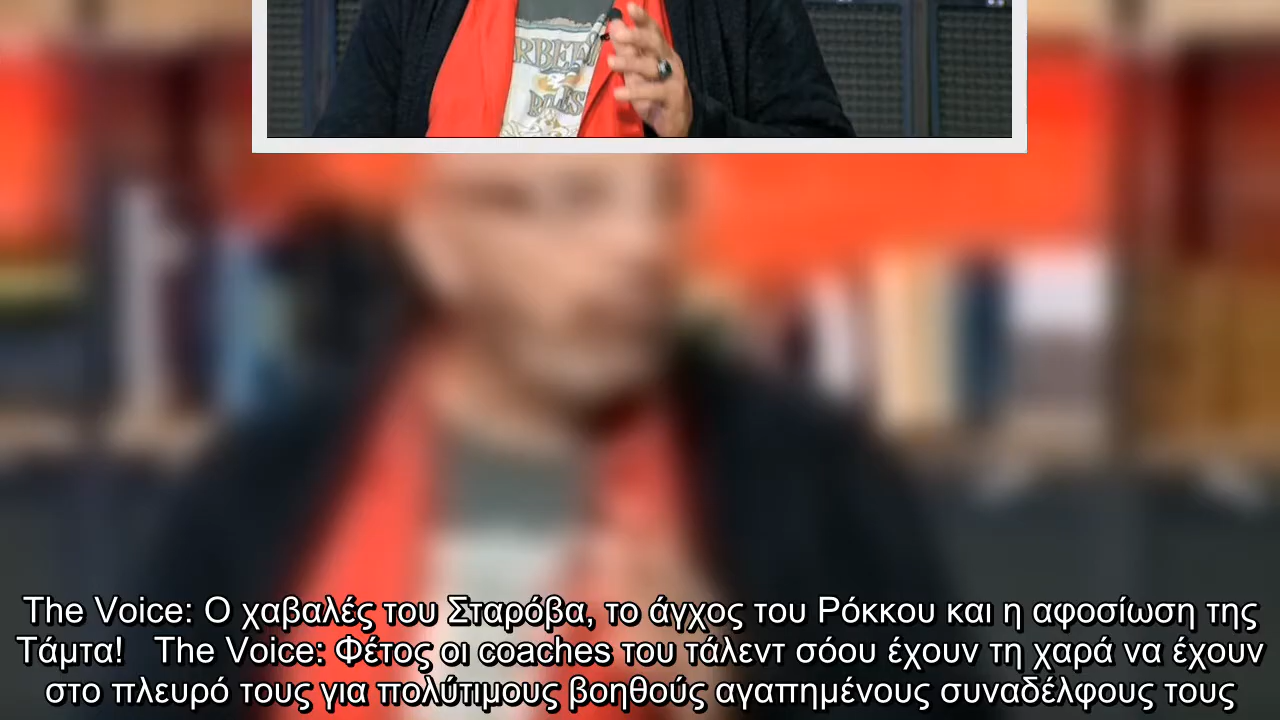 RULES
The Voice: Ο χαβαλές του Σταρόβα, το άγχος του Ρόκκου και η αφοσίωση της
Τάμτα! The Voice: Φέτος οι coaches του τάλεντ σόου έχουν τη χαρά να έχουν
στο πλευρό τους για πολύτιμους βοηθούς αγαπημένους συναδέλφους τους